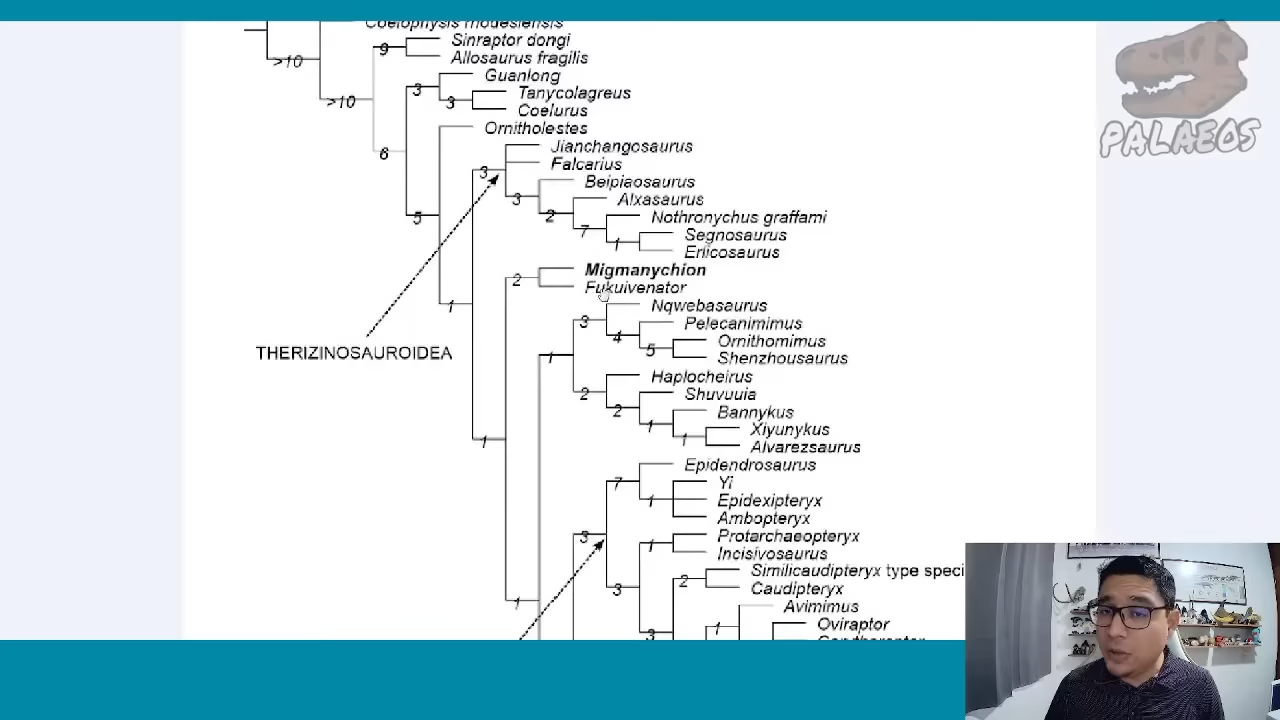 Coelophysis rhodesiensis
9
Sinraptor dongi
Allosaurus fragilis
>10
Guanlong
3
Tanycolagreus
3
>10
Coelurus
Ornitholestes
6
Jianchangosaurus
Falcarius
3
Beipiaosaurus
3
Alxasaurus
2
Nothronychus graffami
5
7
Segnosaurus
1
Erlicosaurus
Migmanychion
2
Fukuivenator
1
Nqwebasaurus
3
Pelecanimimus
4
Ornithomimus
5
THERIZINOSAUROIDEA
1
Shenzhousaurus
Haplocheirus
2
Shuvuuia
2
Bannykus
1
Xiyunykus
1
1
Alvarezsaurus
Epidendrosaurus
7
Yi
1
Epidexipteryx
Ambopteryx
3
Protarchaeopteryx
1
Incisivosaurus
2
Similicaudipteryx type speci
3
Caudipteryx
1
Avimimus
1
Oviraptor
3
PALAEOS